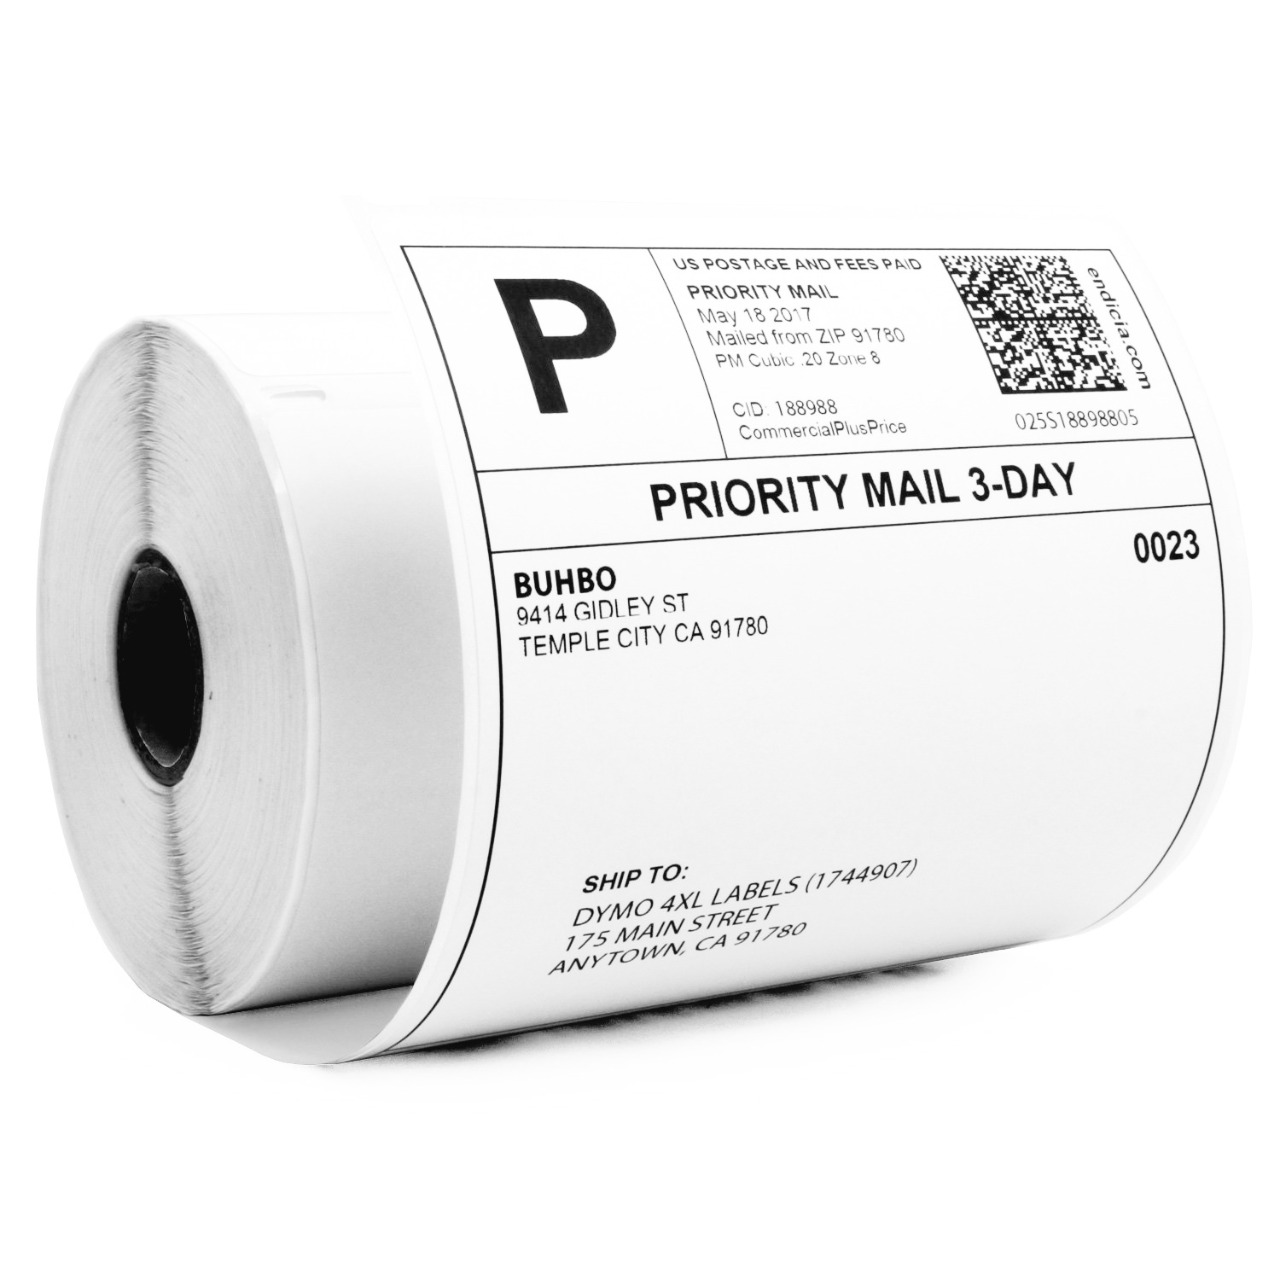 P
US POSTAGE AND FEES PAID
PRIORITY MAIL
May 18 2017
Mailed from ZIP 91780
PM Cubic .20 Zone 8
CID: 188988
CommercialPlusPrice
endicia.com
025S18898805
PRIORITY MAIL 3-DAY
0023
BUHBO
9414 GIDLEY ST
TEMPLE CITY CA 91780
SHIP TO:
DYMO 4XL LABELS (1744907)
175 MAIN STREET
ANYTOWN, CA 91780